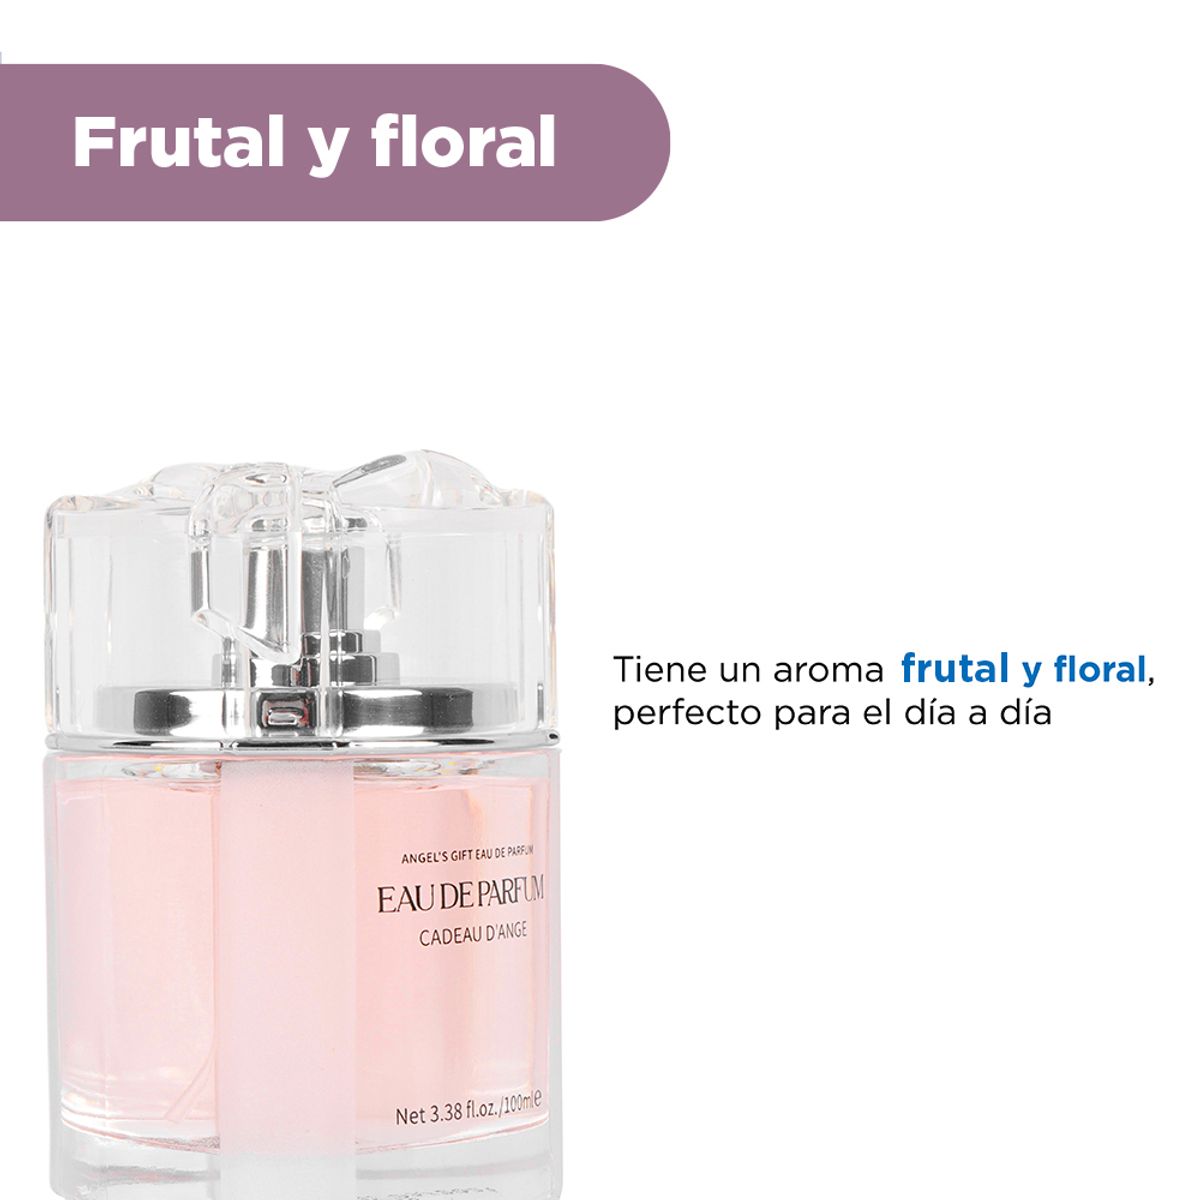 Frutal y floral
Tiene un aroma frutal y floral,
perfecto para el día a día
ANGEL'S GIFT EAU DE PARFUM
EAU DE PARFUM
CADEAU D'ANGE
Net 3.38 fl.oz./100mle